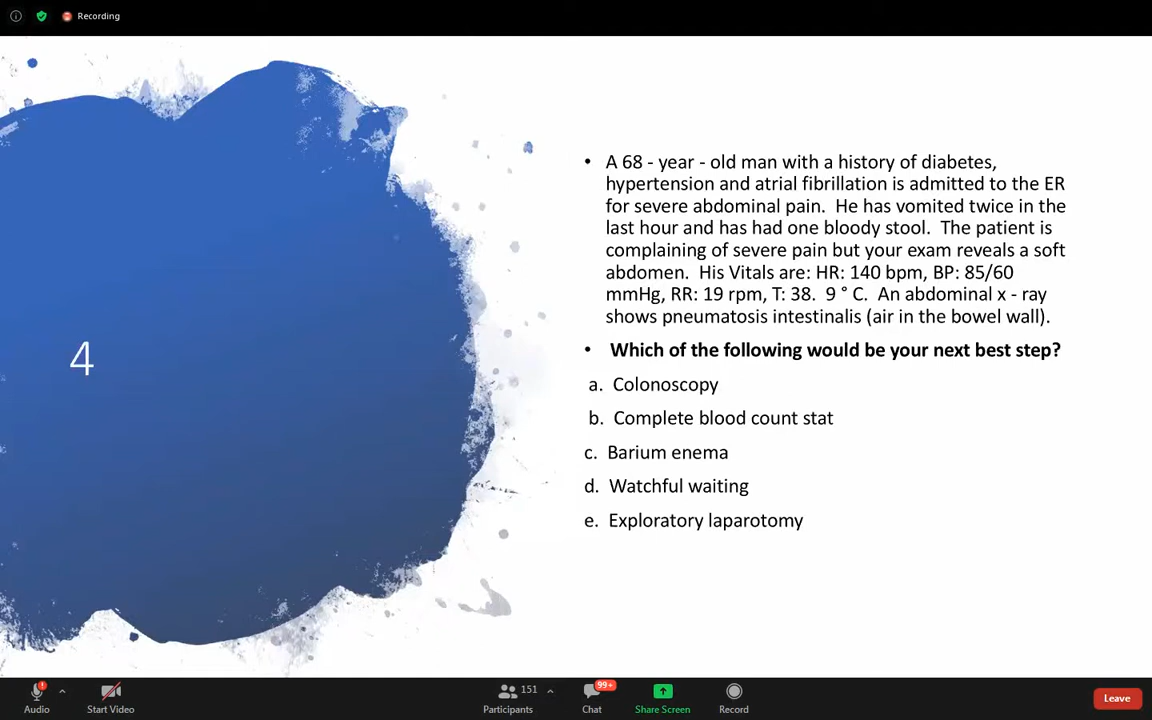 Recording
4
• A 68 - year - old man with a history of diabetes,
hypertension and atrial fibrillation is admitted to the ER
for severe abdominal pain. He has vomited twice in the
last hour and has had one bloody stool. The patient is
complaining of severe pain but your exam reveals a soft
abdomen. His Vitals are: HR: 140 bpm, BP: 85/60
mmHg, RR: 19 rpm, T: 38. 9 ° C. An abdominal x - ray
shows pneumatosis intestinalis (air in the bowel wall).
• Which of the following would be your next best step?
a. Colonoscopy
b. Complete blood count stat
c. Barium enema
d. Watchful waiting
e. Exploratory laparotomy
151 99+
Audio Start Video Participants Chat Share Screen Record Leave